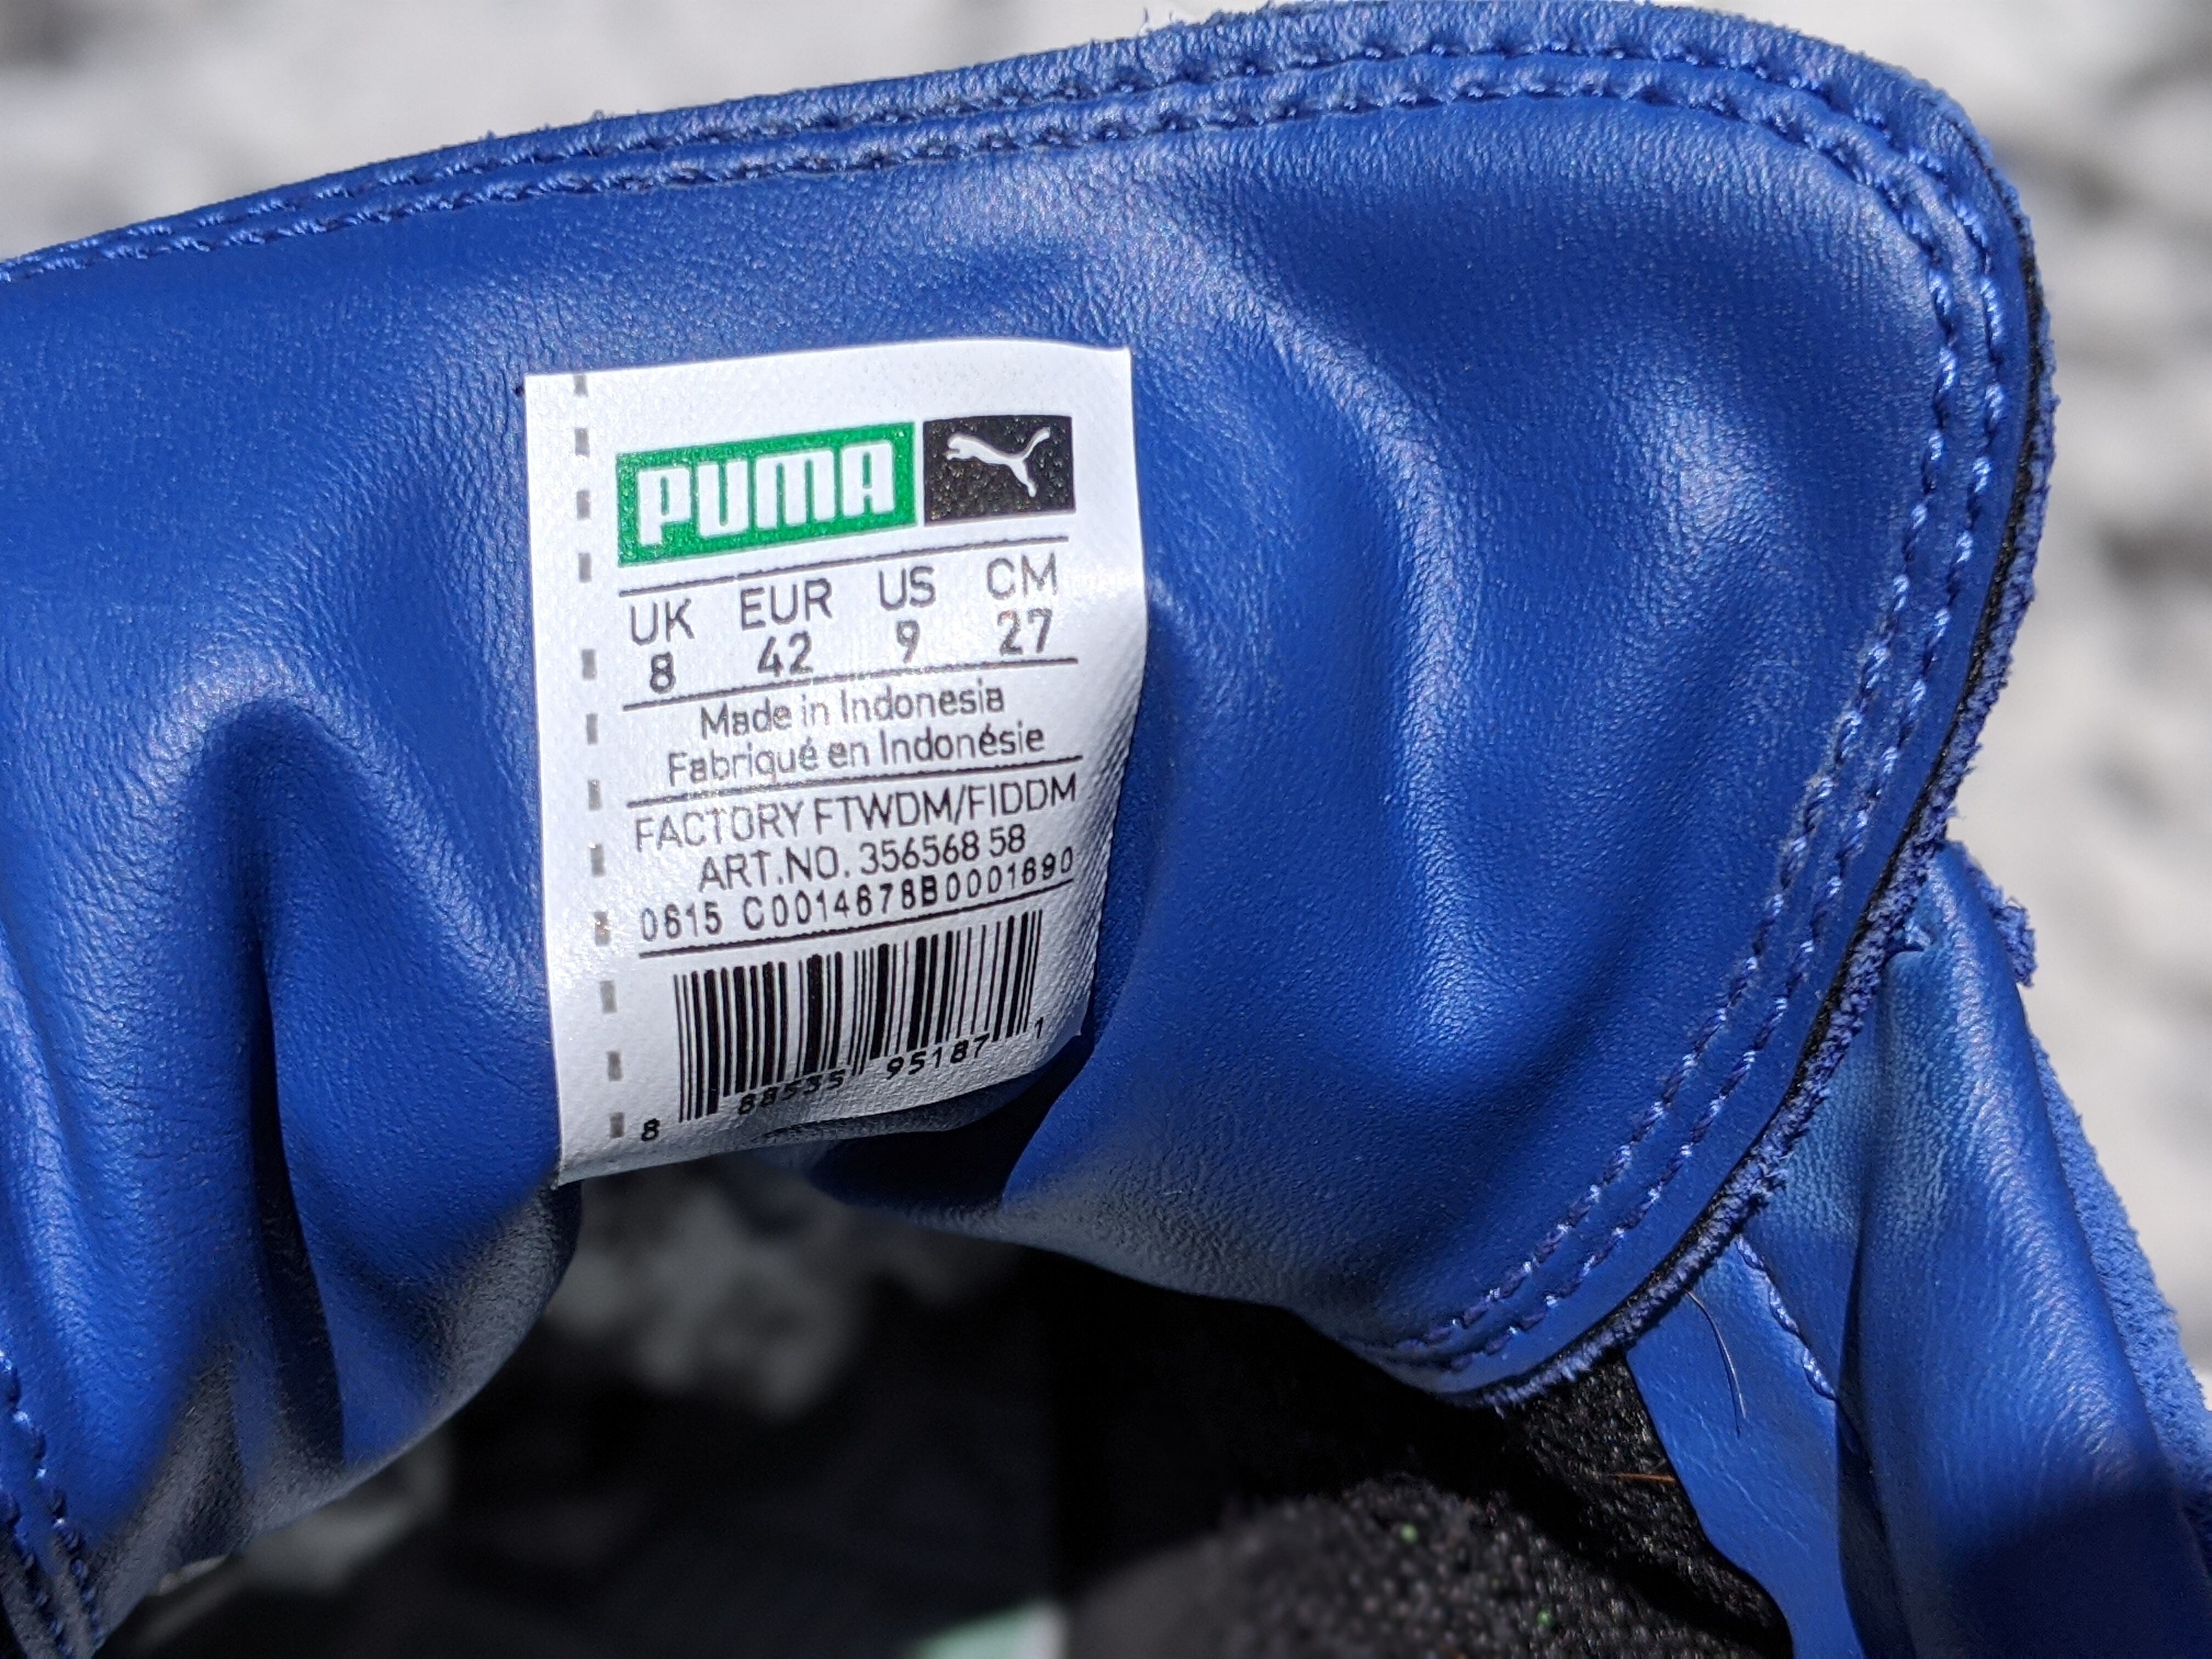 PUMA
UK EUR US CM
8 42 9 27
Made in Indonesia
Fabriqué en Indonésie
FACTORY FTWDM/FIDDM
ART.NO. 356568 58
0615 C0014678B0001690
8 88535 95187 1